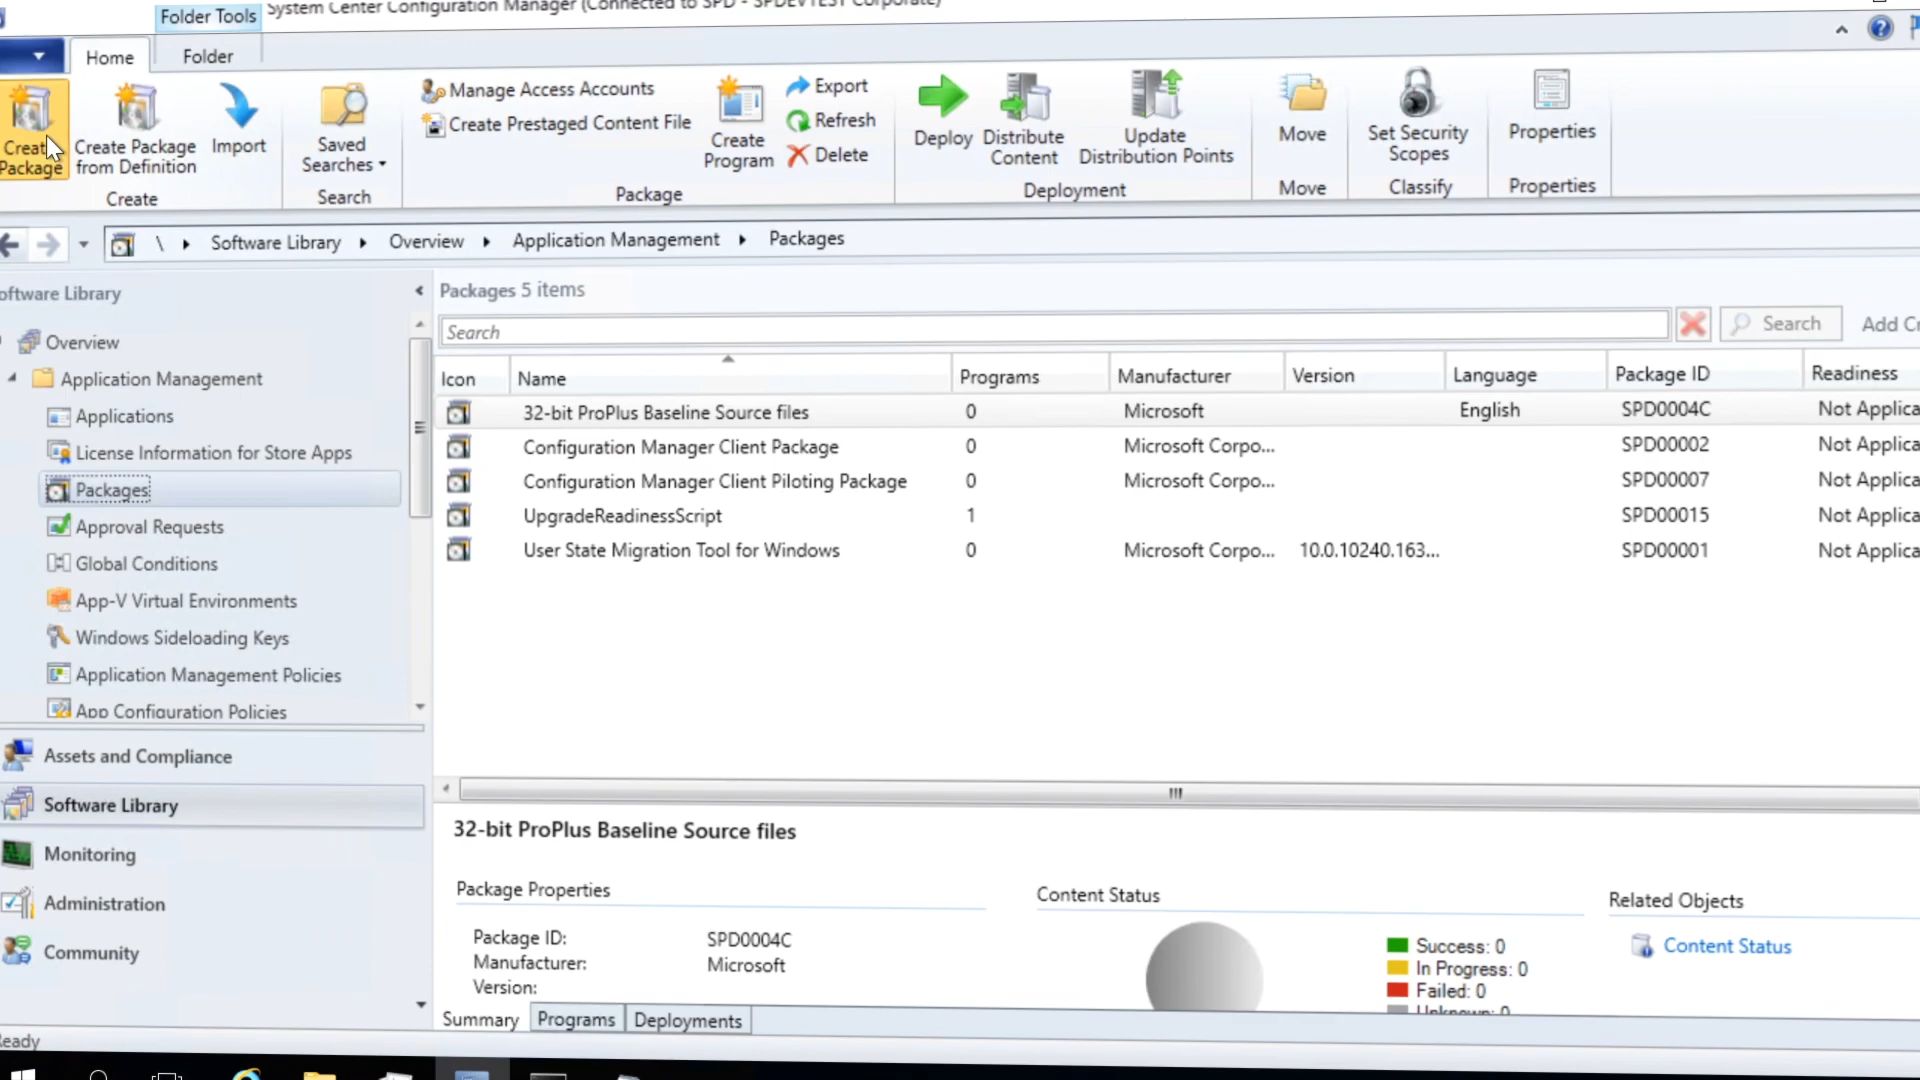 Folder Tools
System Center Configuration Manager (Connected to SPD - SPDEVTEST Corporate)
Home
Folder
Create Package
Create Package from Definition
Import
Create
Saved Searches
Search
Manage Access Accounts
Create Prestaged Content File
Create Program
Export
Refresh
Delete
Package
Deploy
Distribute Content
Update Distribution Points
Deployment
Move
Move
Set Security Scopes
Classify
Properties
Properties
\ Software Library Overview Application Management Packages
oftware Library
Overview
Application Management
Applications
License Information for Store Apps
Packages
Approval Requests
Global Conditions
App-V Virtual Environments
Windows Sideloading Keys
Application Management Policies
App Configuration Policies
Assets and Compliance
Software Library
Monitoring
Administration
Community
Packages 5 items
Search
Search
Add Cr
Icon Name Programs Manufacturer Version Language Package ID Readiness
32-bit ProPlus Baseline Source files 0 Microsoft English SPD0004C Not Applica
Configuration Manager Client Package 0 Microsoft Corpo... SPD00002 Not Applica
Configuration Manager Client Piloting Package 0 Microsoft Corpo... SPD00007 Not Applica
UpgradeReadinessScript 1 SPD00015 Not Applica
User State Migration Tool for Windows 0 Microsoft Corpo... 10.0.10240.163... SPD00001 Not Applica
32-bit ProPlus Baseline Source files
Package Properties
Package ID: SPD0004C
Manufacturer: Microsoft
Version:
Content Status
Success: 0
In Progress: 0
Failed: 0
Unknown: 0
Related Objects
Content Status
Summary Programs Deployments
Ready